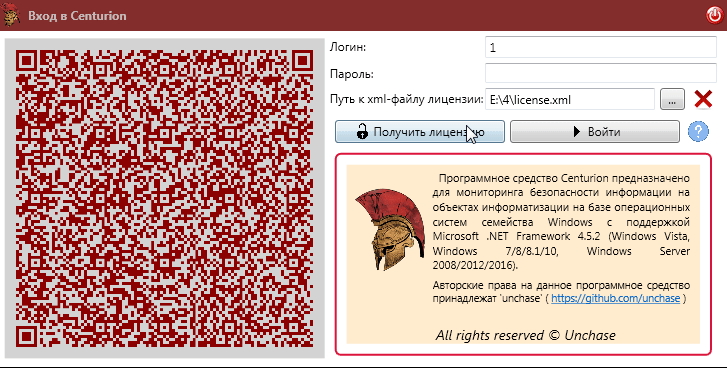 Вход в Centurion
Логин:
1
Пароль:
Путь к xml-файлу лицензии:
E:\4\license.xml
...
Получить лицензию
Войти
?
Программное средство Centurion предназначено
для мониторинга безопасности информации на
объектах информатизации на базе операционных
систем семейства Windows с поддержкой
Microsoft .NET Framework 4.5.2 (Windows Vista,
Windows 7/8/8.1/10, Windows Server
2008/2012/2016).
Авторские права на данное программное средство
принадлежат `unchase` ( https://github.com/unchase )
All rights reserved © Unchase